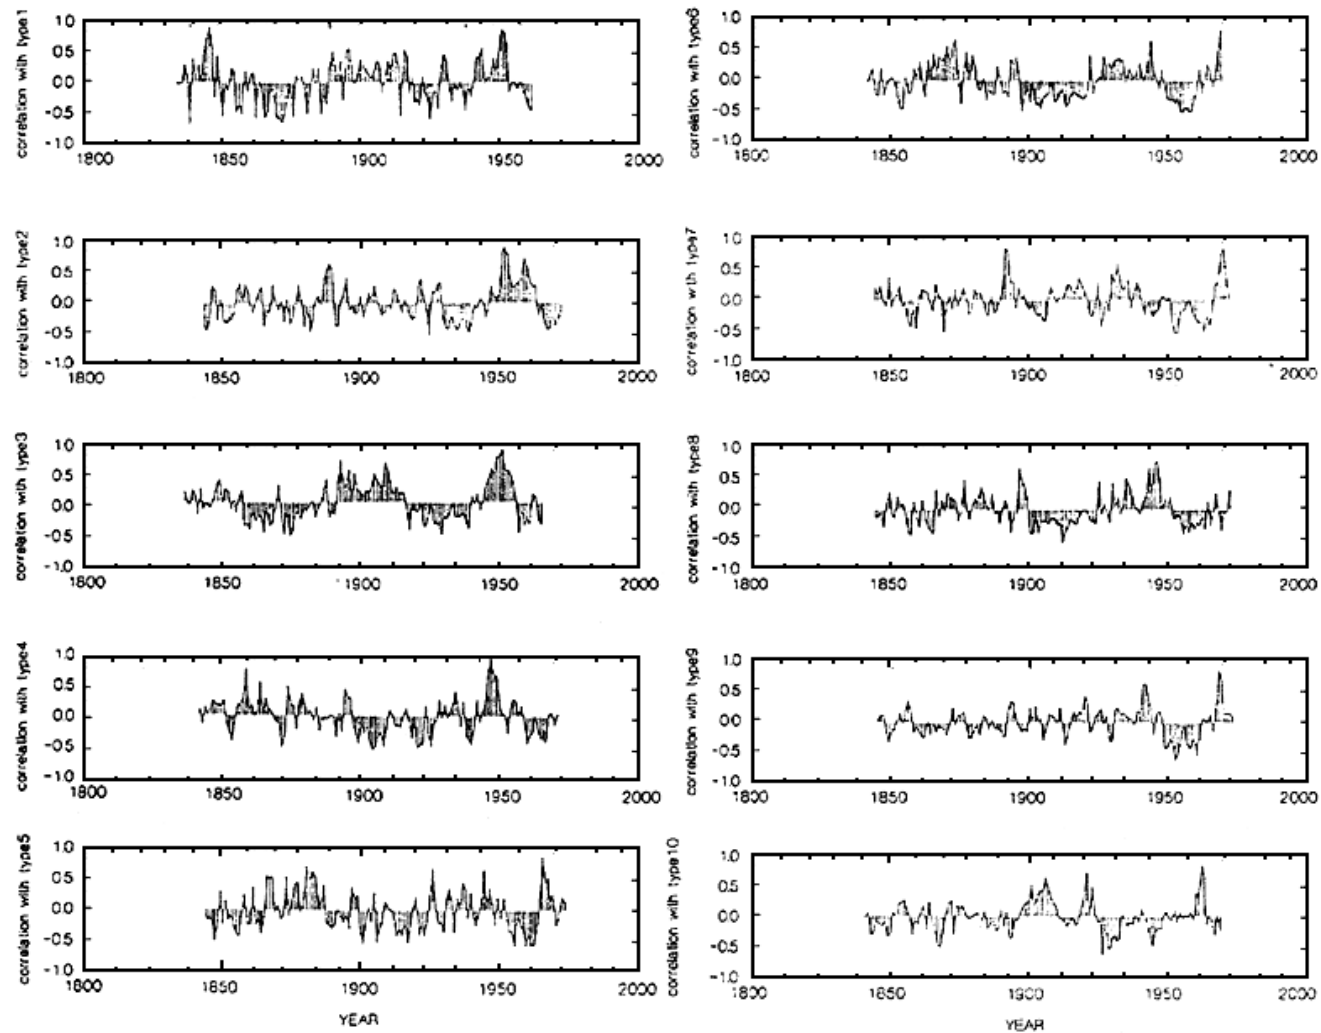 correlation with type1
1.0
0.5
0.0
-0.5
-1.0
1800 1850 1900 1950 2000
correlation with type2
1.0
0.5
0.0
-0.5
-1.0
1800 1850 1900 1950 2000
correlation with type3
1.0
0.5
0.0
-0.5
-1.0
1800 1850 1900 1950 2000
correlation with type4
1.0
0.5
0.0
-0.5
-1.0
1800 1850 1900 1950 2000
correlation with type5
1.0
0.5
0.0
-0.5
-1.0
1800 1850 1900 1950 2000
YEAR
correlation with type6
1.0
0.5
0.0
-0.5
-1.0
1800 1850 1900 1950 2000
correlation with type7
1.0
0.5
0.0
-0.5
-1.0
1800 1850 1900 1950 2000
correlation with type8
1.0
0.5
0.0
-0.5
-1.0
1800 1850 1900 1950 2000
correlation with type9
1.0
0.5
0.0
-0.5
-1.0
1800 1850 1900 1950 2000
correlation with type10
1.0
0.5
0.0
-0.5
-1.0
1800 1850 1900 1950 2000
YEAR